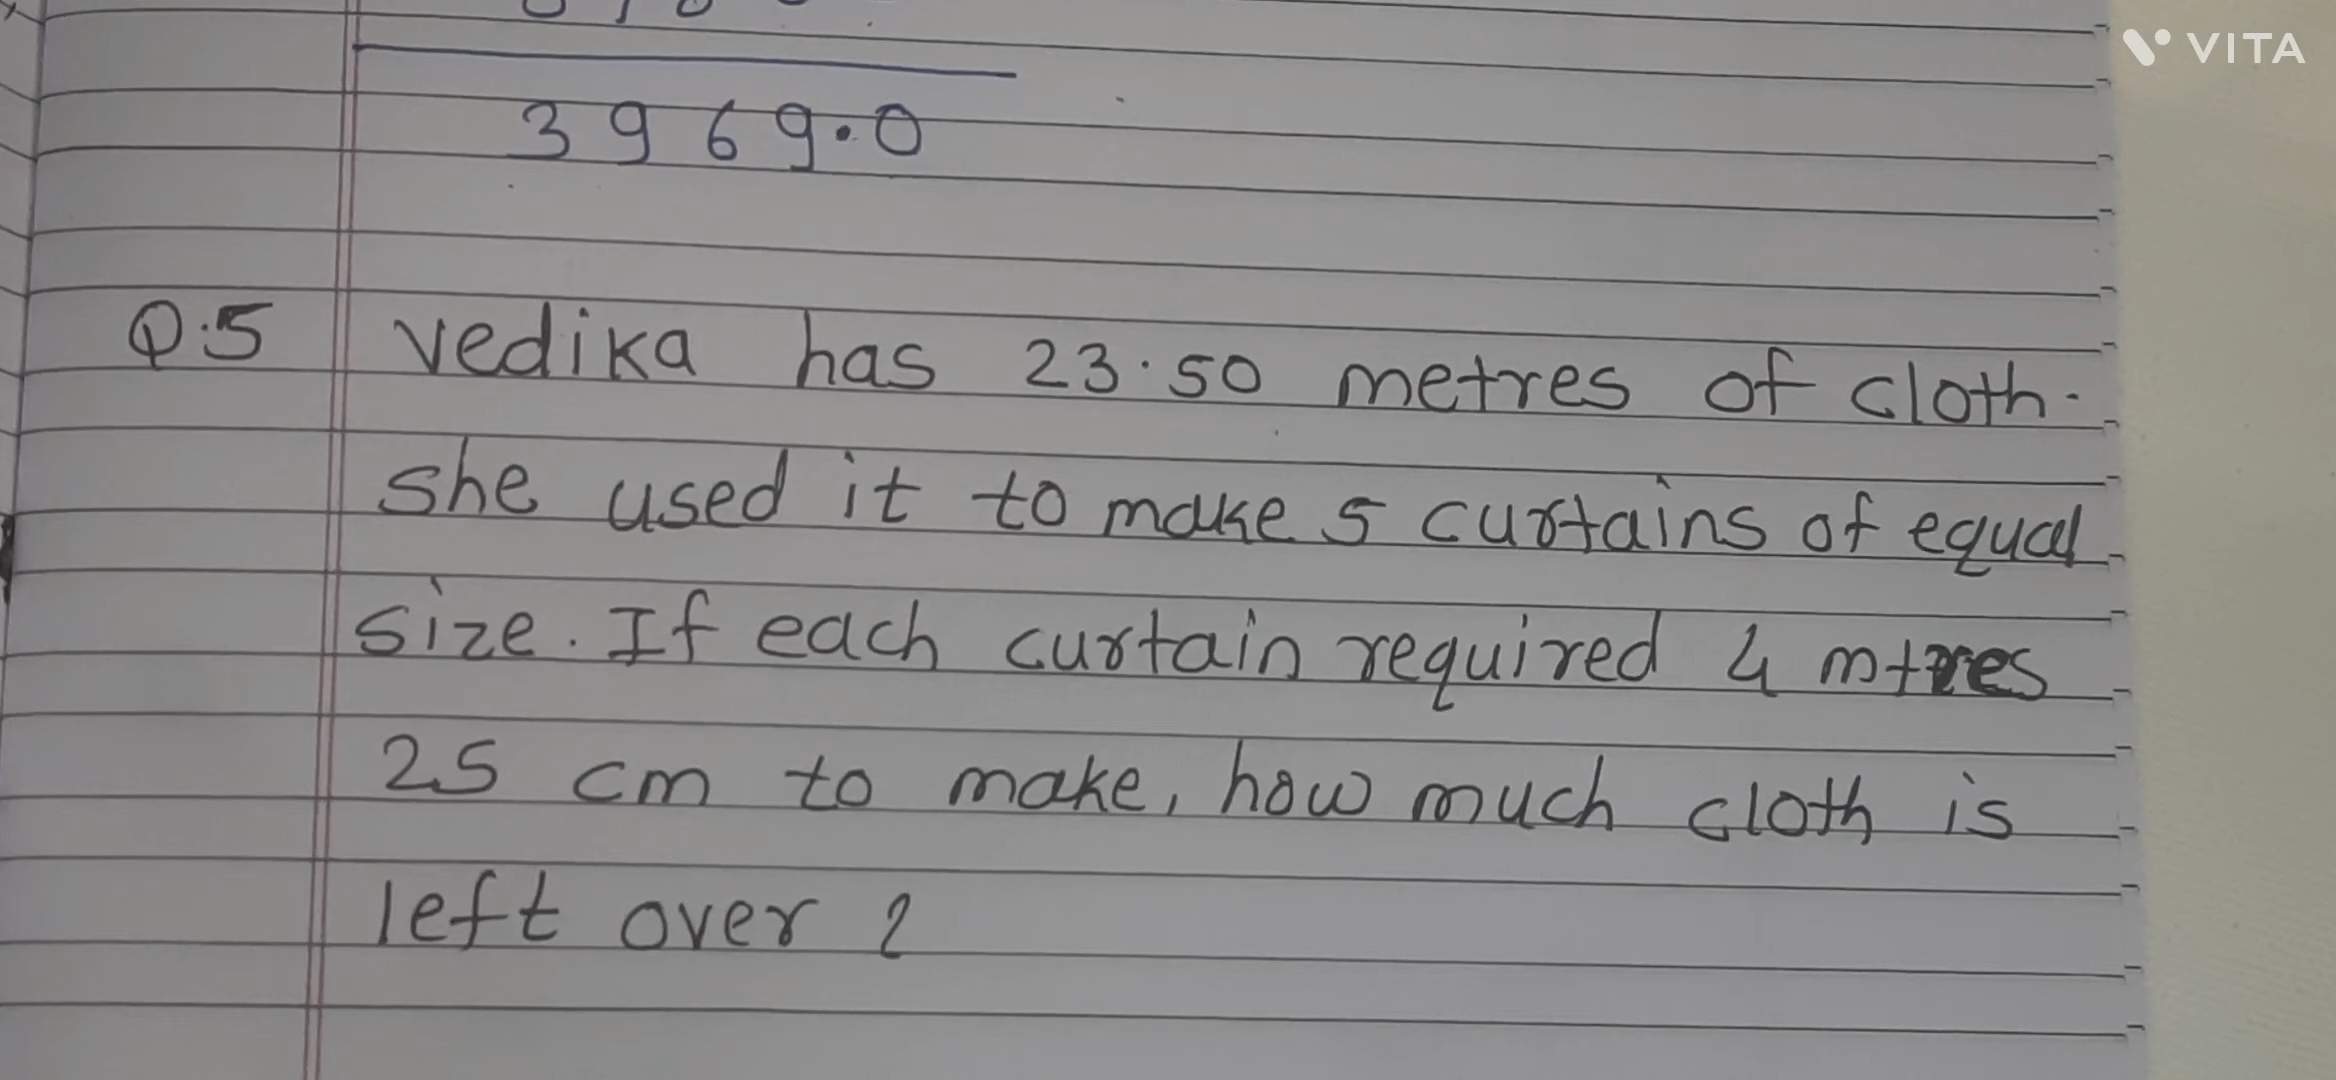 VITA
3969.0
Q.5 Vedika has 23.50 metres of cloth.
she used it to make 5 curtains of equal
size. If each curtain required 4 mtres
25 cm to make, how much cloth is
left over ?